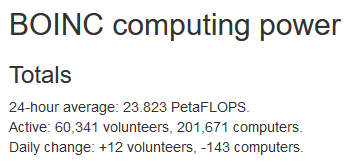 BOINC computing power
Totals
24-hour average: 23.823 PetaFLOPS.
Active: 60,341 volunteers, 201,671 computers.
Daily change: +12 volunteers, -143 computers.